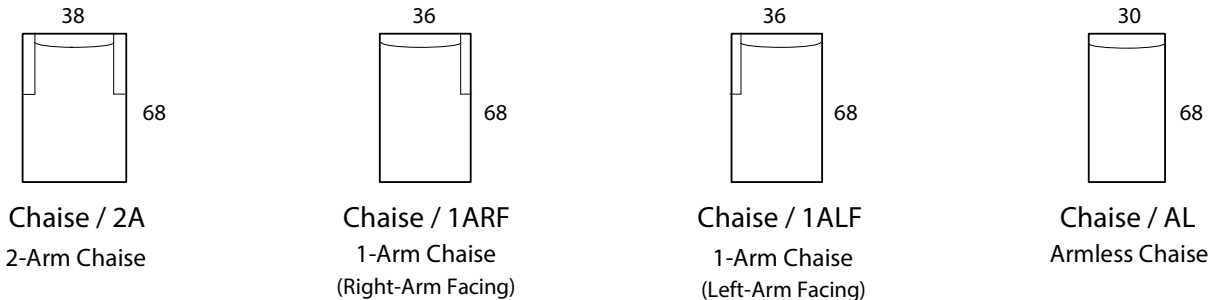 38
68
Chaise / 2A
2-Arm Chaise
36
68
Chaise / 1ARF
1-Arm Chaise
(Right-Arm Facing)
36
68
Chaise / 1ALF
1-Arm Chaise
(Left-Arm Facing)
30
68
Chaise / AL
Armless Chaise